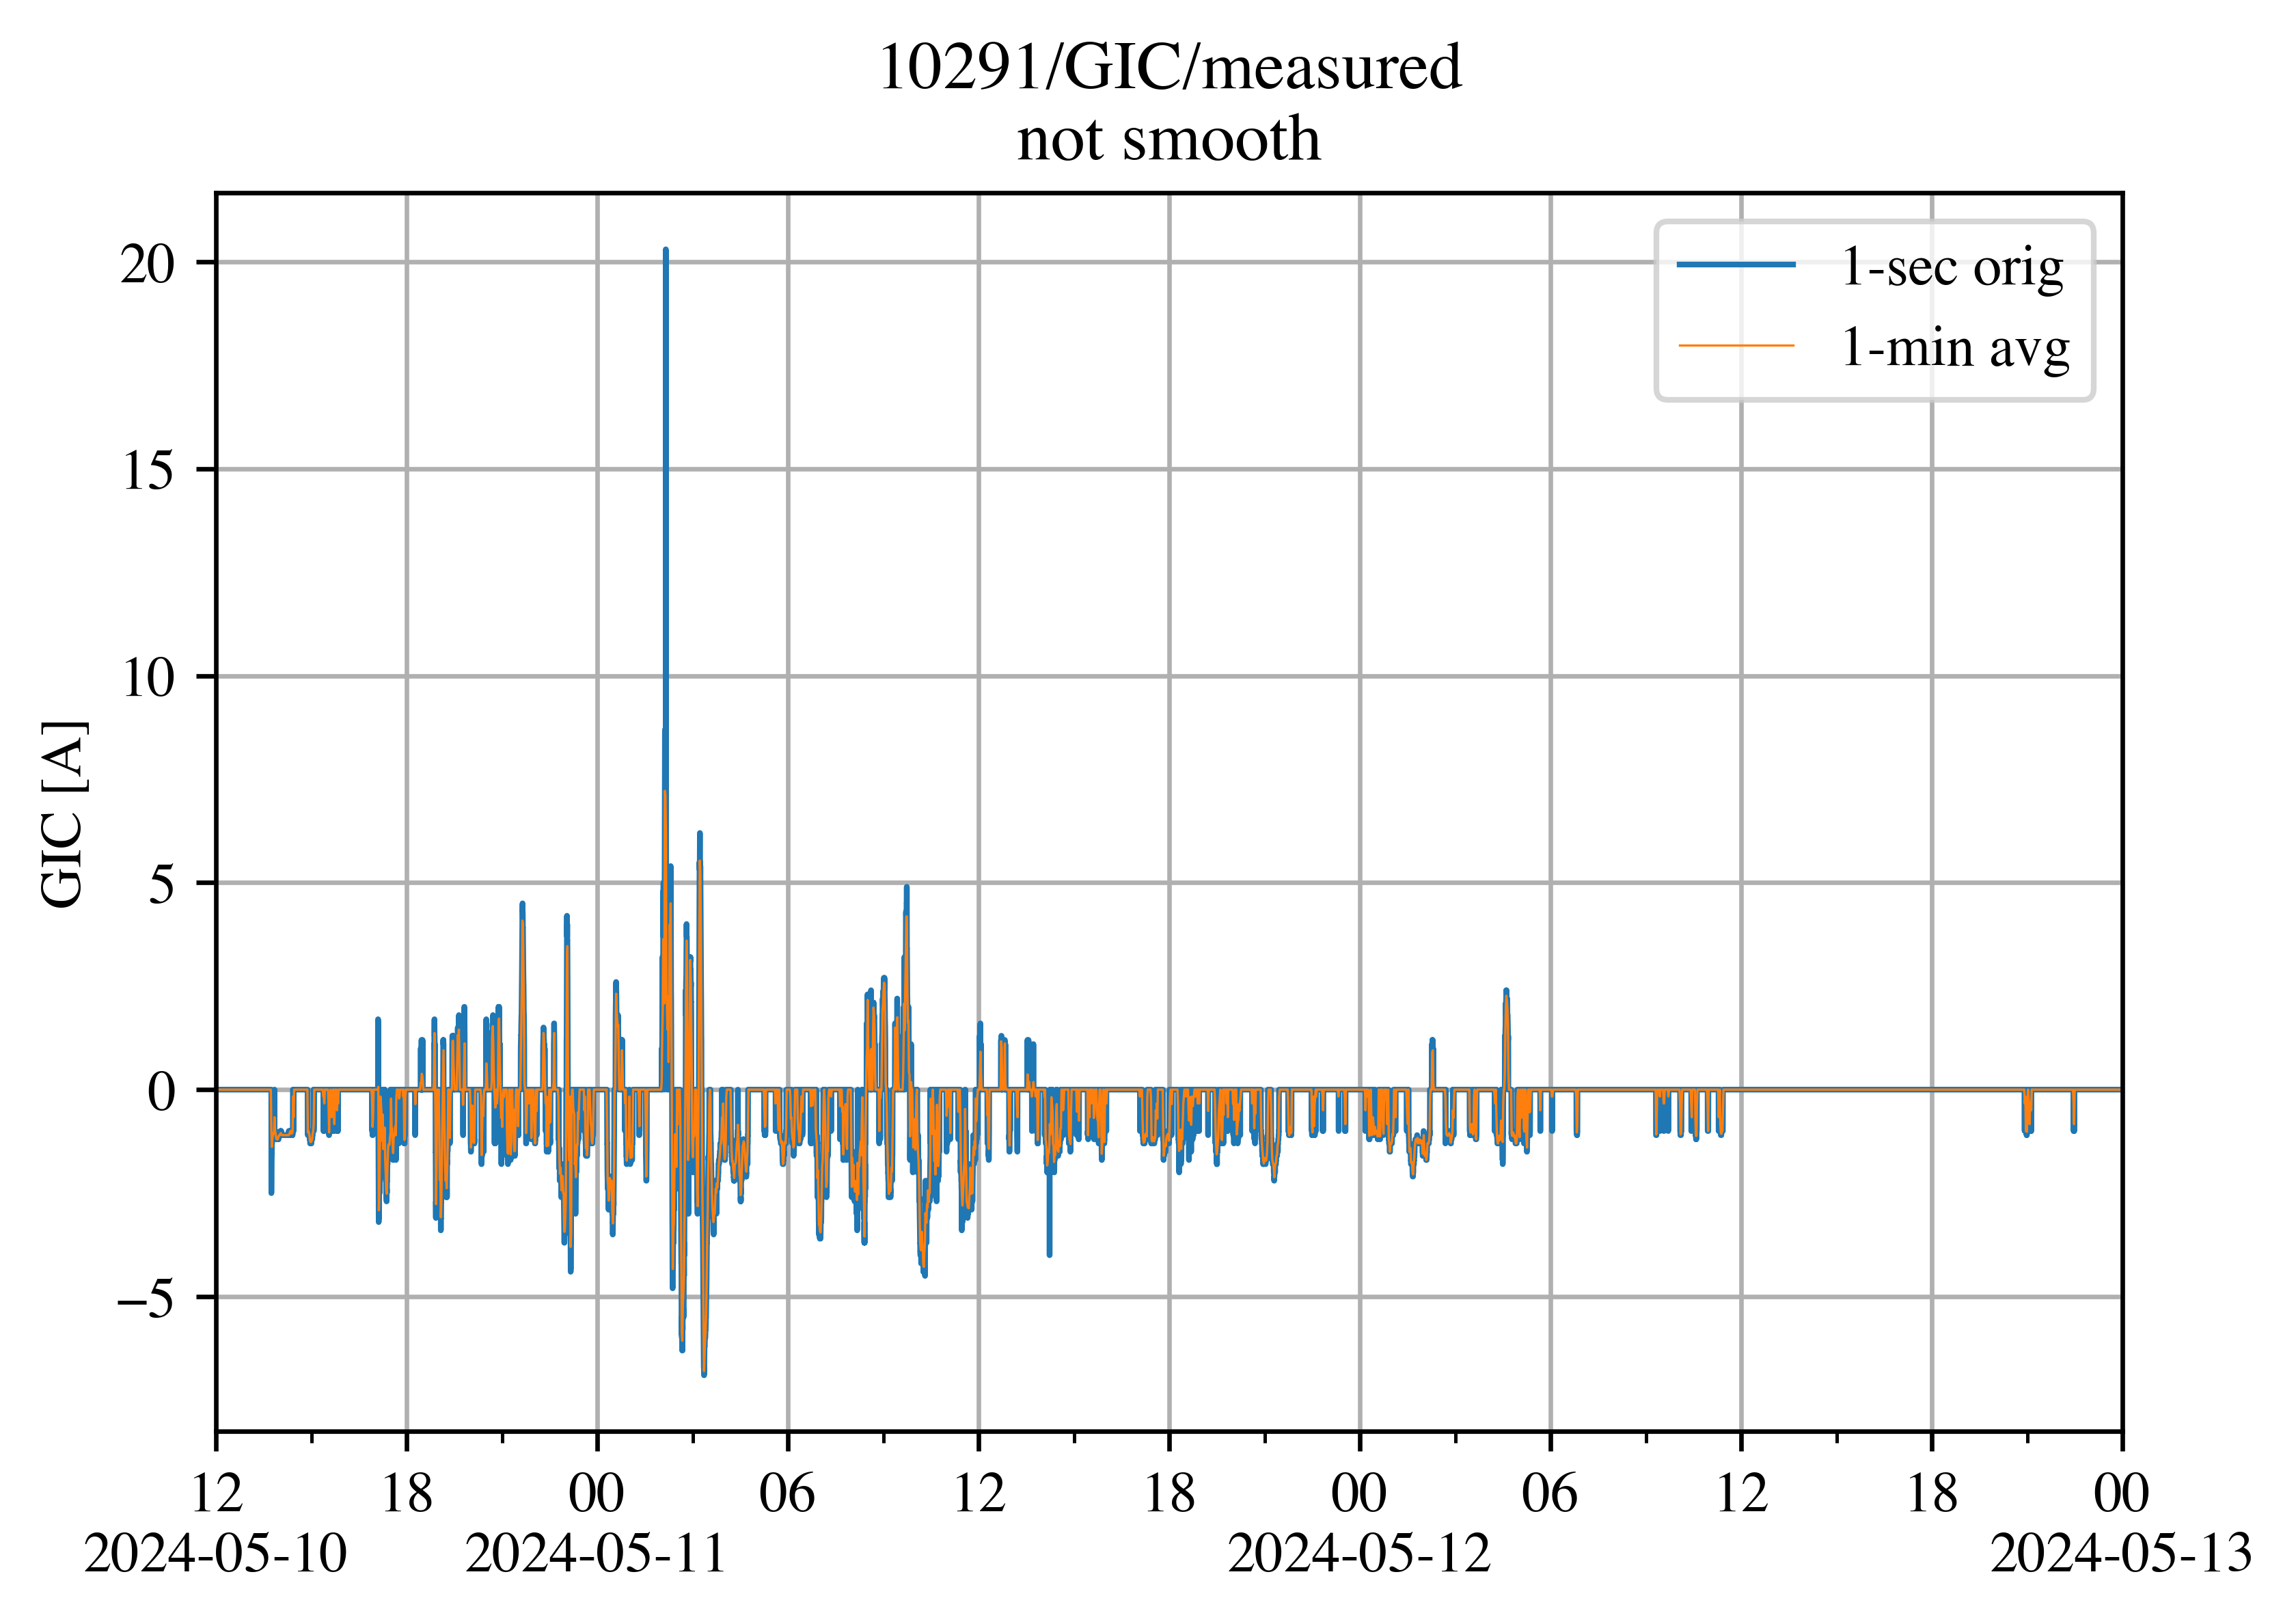 10291/GIC/measured
not smooth
1-sec orig
1-min avg
GIC [A]
20
15
10
5
0
−5
12 18 00 06 12 18 00 06 12 18 00
2024-05-10 2024-05-11 2024-05-12 2024-05-13